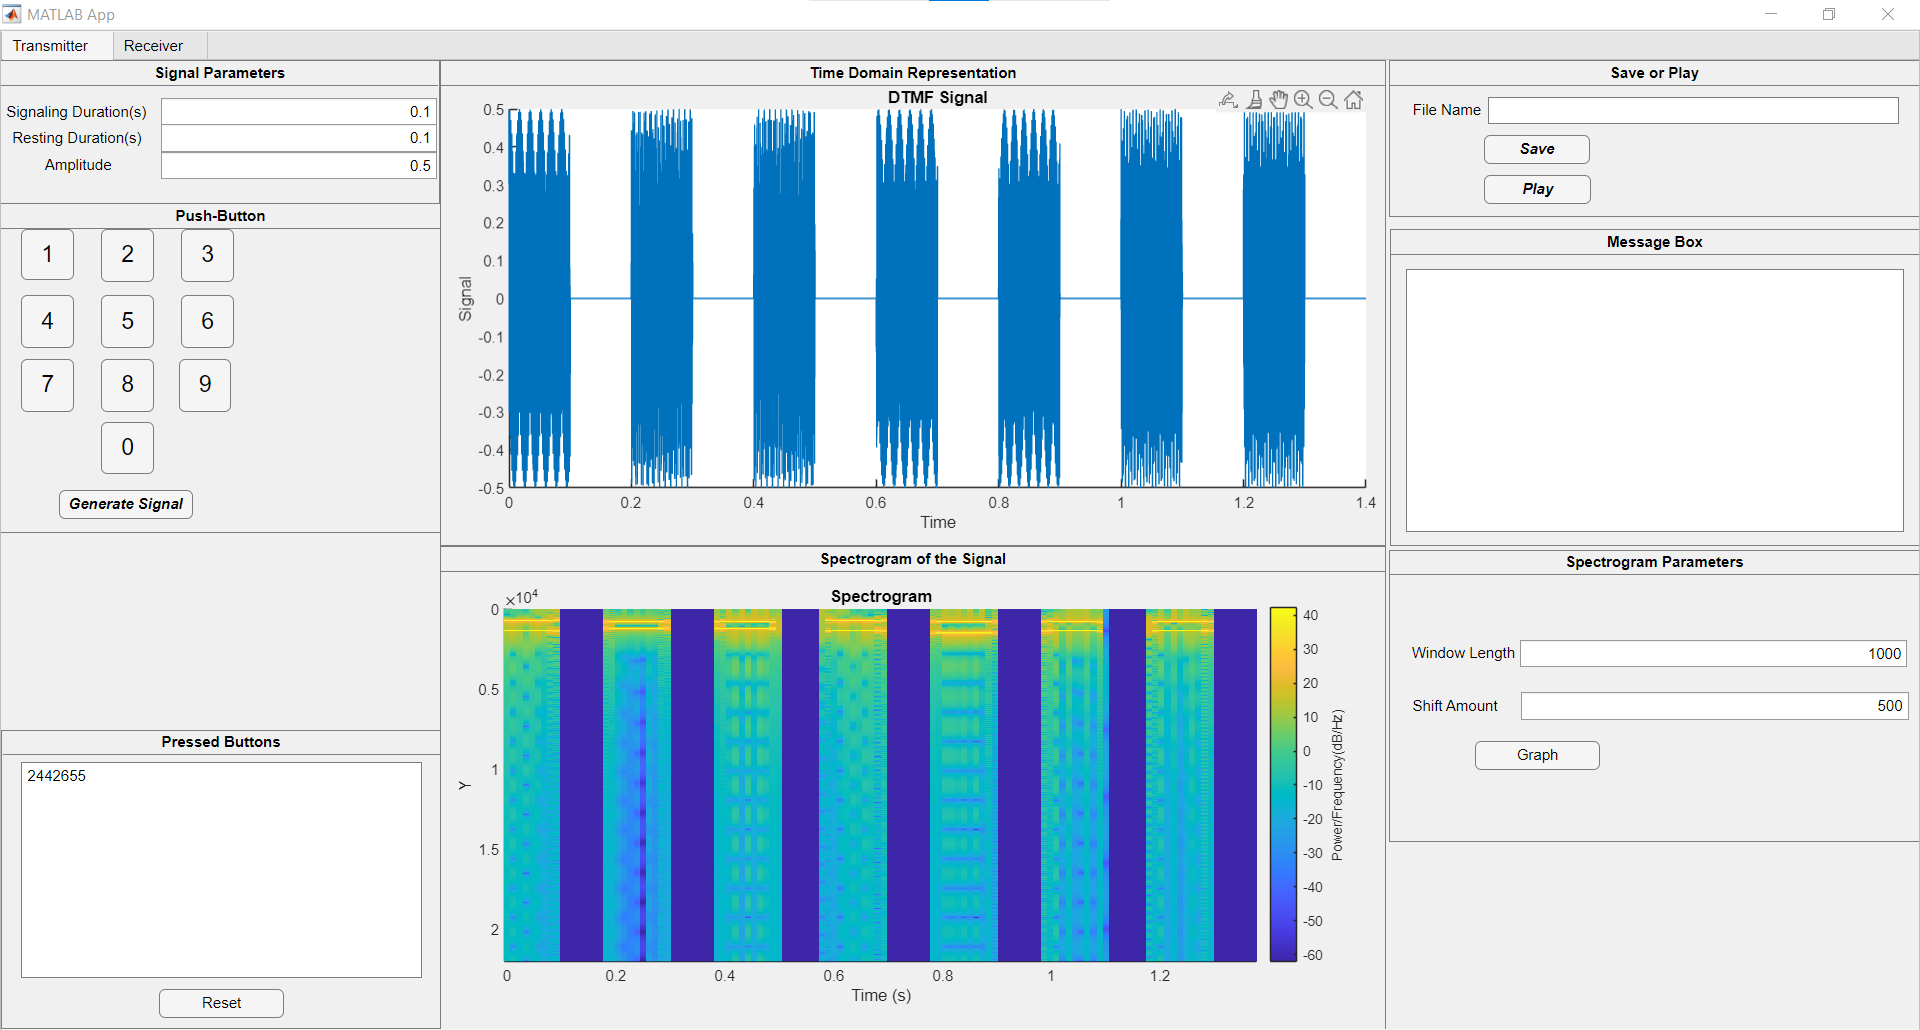 MATLAB App
Transmitter
Receiver
Signal Parameters
Signaling Duration(s) 0.1
Resting Duration(s) 0.1
Amplitude 0.5
Push-Button
1 2 3
4 5 6
7 8 9
0
Generate Signal
Pressed Buttons
2442655
Reset
Time Domain Representation
DTMF Signal
0.5
0.4
0.3
0.2
0.1
0
-0.1
-0.2
-0.3
-0.4
-0.5
Signal
0 0.2 0.4 0.6 0.8 1 1.2 1.4
Time
Spectrogram of the Signal
Spectrogram
×10⁴
0
0.5
1
1.5
2
Y
0 0.2 0.4 0.6 0.8 1 1.2
Time (s)
40
30
20
10
0
-10
-20
-30
-40
-50
-60
Power/Frequency(dB/Hz)
Save or Play
File Name
Save
Play
Message Box
Spectrogram Parameters
Window Length 1000
Shift Amount 500
Graph